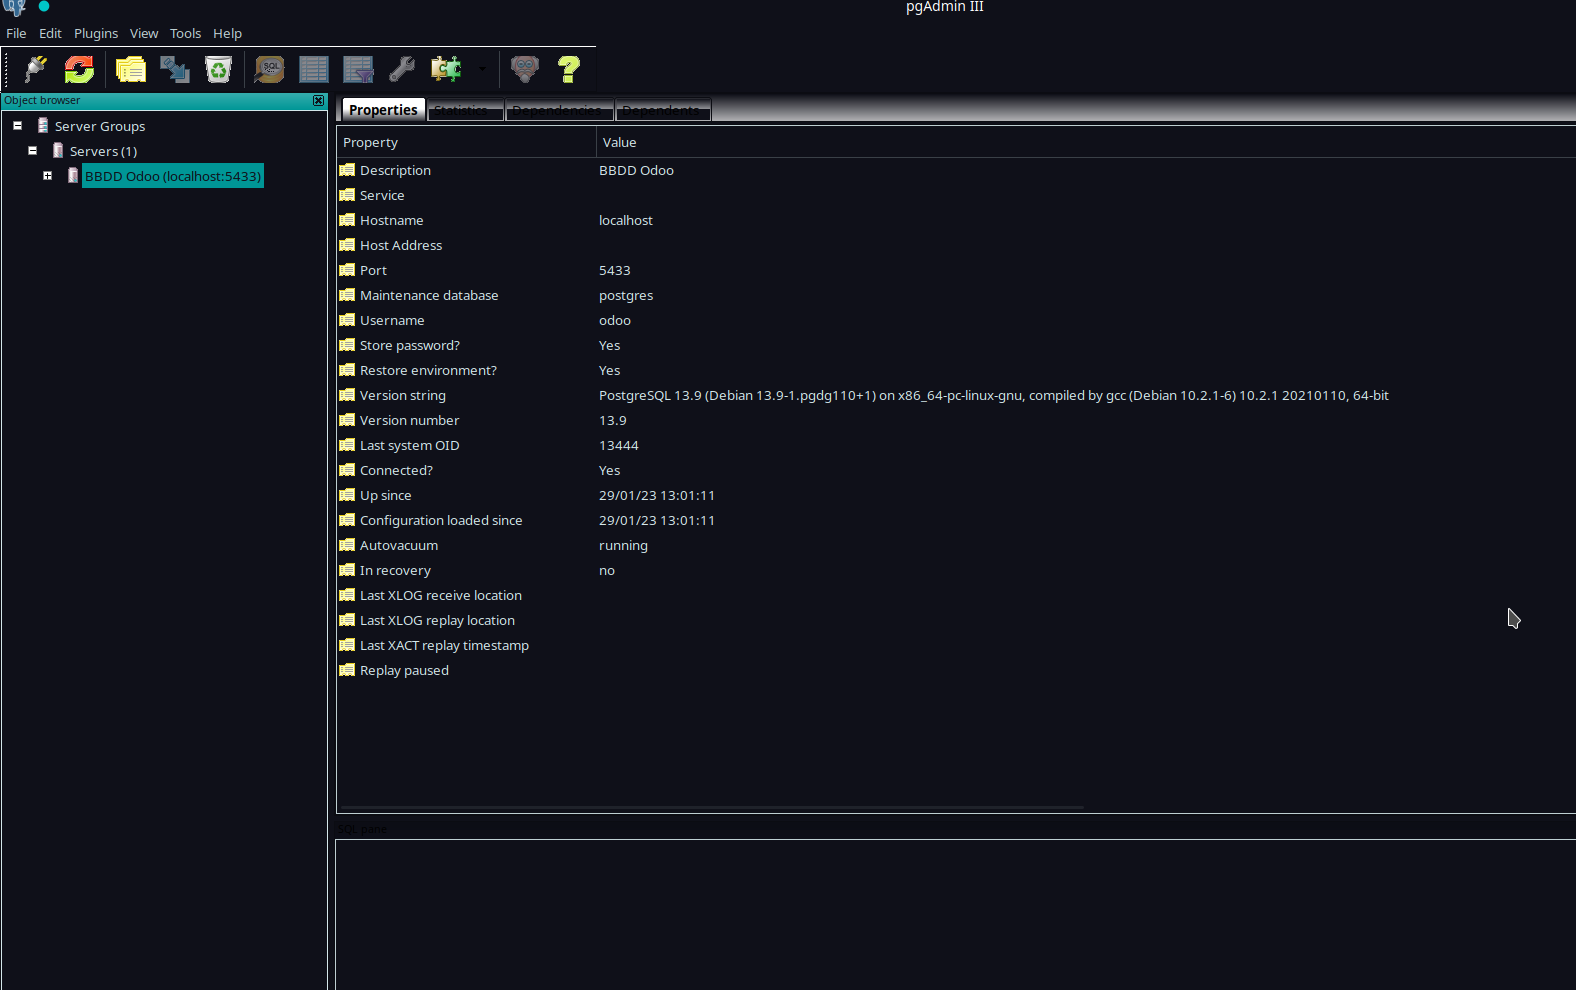 pgAdmin III
File Edit Plugins View Tools Help
SQL
Object browser
Server Groups
Servers (1)
BBDD Odoo (localhost:5433)
Properties Statistics Dependencies Dependents
Property Value
Description BBDD Odoo
Service
Hostname localhost
Host Address
Port 5433
Maintenance database postgres
Username odoo
Store password? Yes
Restore environment? Yes
Version string PostgreSQL 13.9 (Debian 13.9-1.pgdg110+1) on x86_64-pc-linux-gnu, compiled by gcc (Debian 10.2.1-6) 10.2.1 20210110, 64-bit
Version number 13.9
Last system OID 13444
Connected? Yes
Up since 29/01/23 13:01:11
Configuration loaded since 29/01/23 13:01:11
Autovacuum running
In recovery no
Last XLOG receive location
Last XLOG replay location
Last XACT replay timestamp
Replay paused
SQL pane